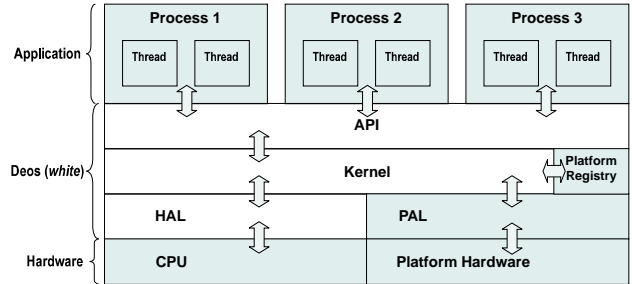 Process 1
Process 2
Process 3
Application
Thread
Thread
Thread
Thread
Thread
Thread
API
Deos (white)
Kernel
Platform
Registry
HAL
PAL
Hardware
CPU
Platform Hardware